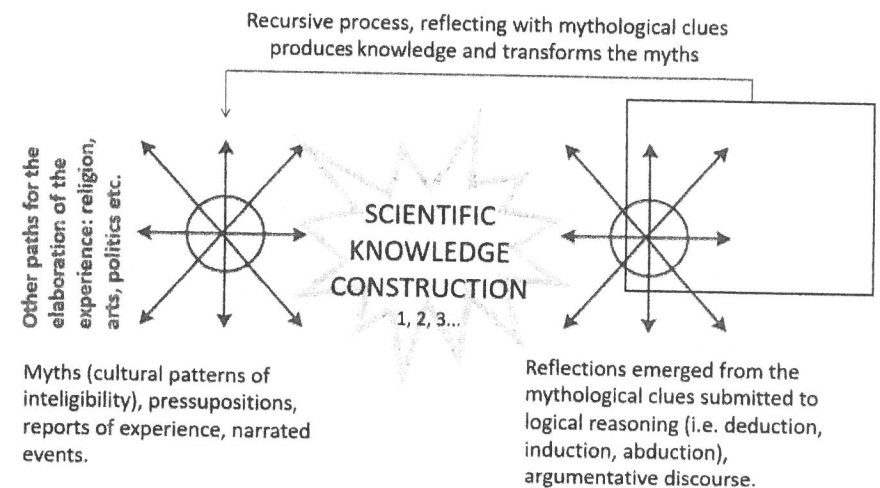 Recursive process, reflecting with mythological clues
produces knowledge and transforms the myths
Other paths for the
elaboration of the
experience: religion,
arts, politics etc.
SCIENTIFIC
KNOWLEDGE
CONSTRUCTION
1, 2, 3...
Myths (cultural patterns of
inteligibility), pressupositions,
reports of experience, narrated
events.
Reflections emerged from the
mythological clues submitted to
logical reasoning (i.e. deduction,
induction, abduction),
argumentative discourse.